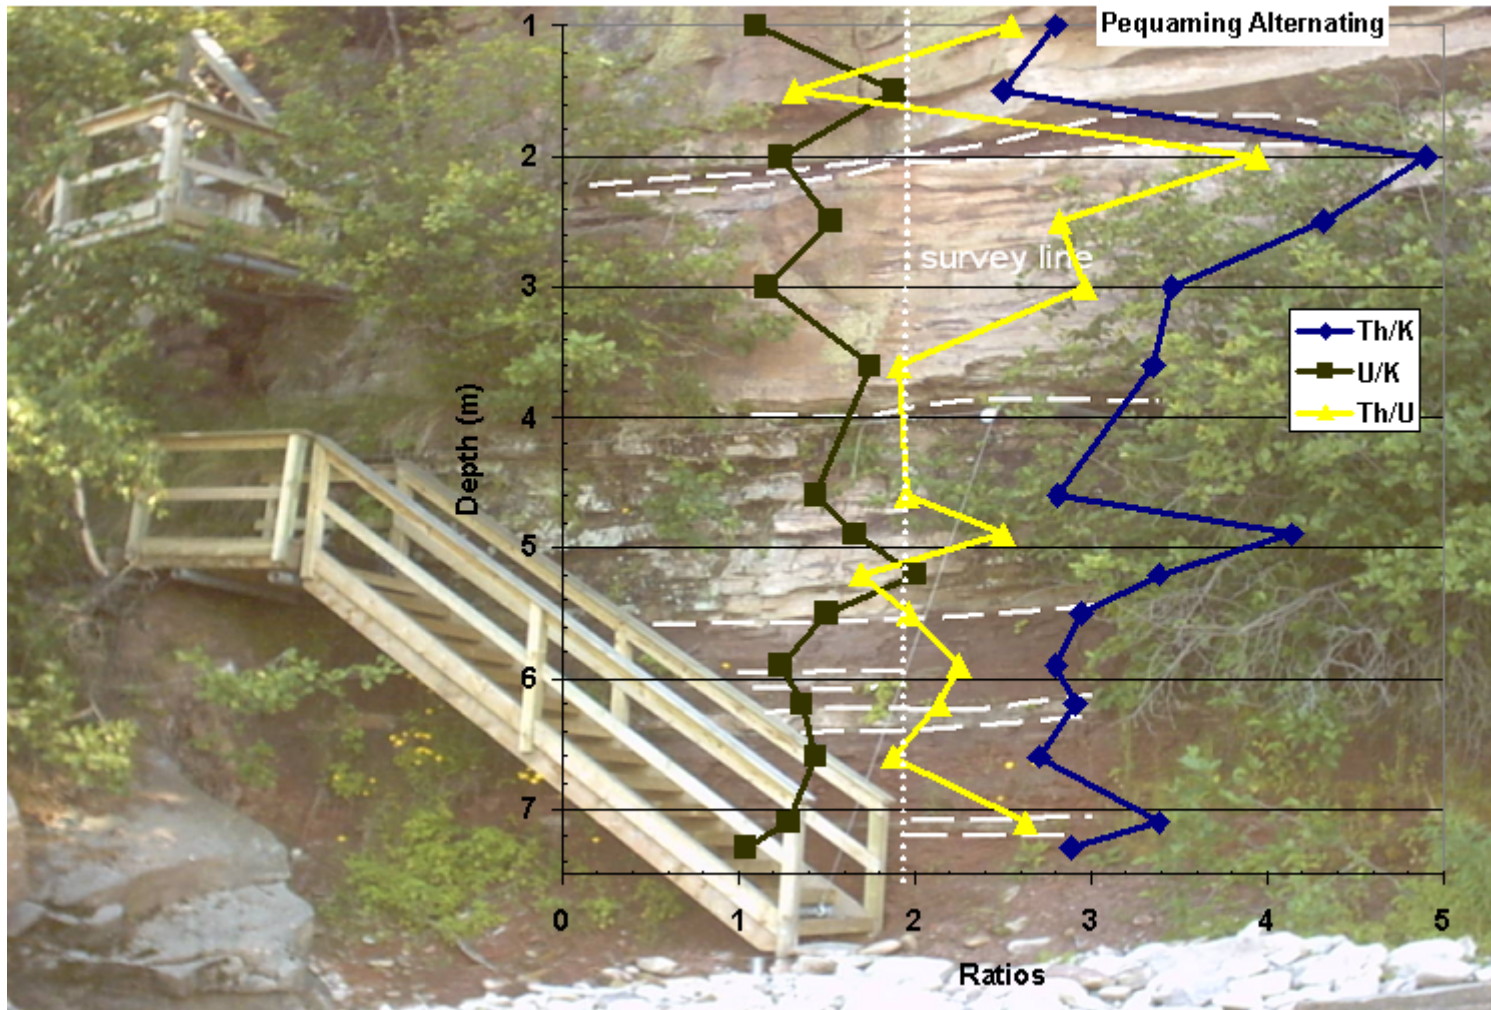 Pequaming Alternating
1
2
survey line
3
Th/K
U/K
Th/U
4
Depth (m)
5
6
7
0 1 2 3 4 5
Ratios